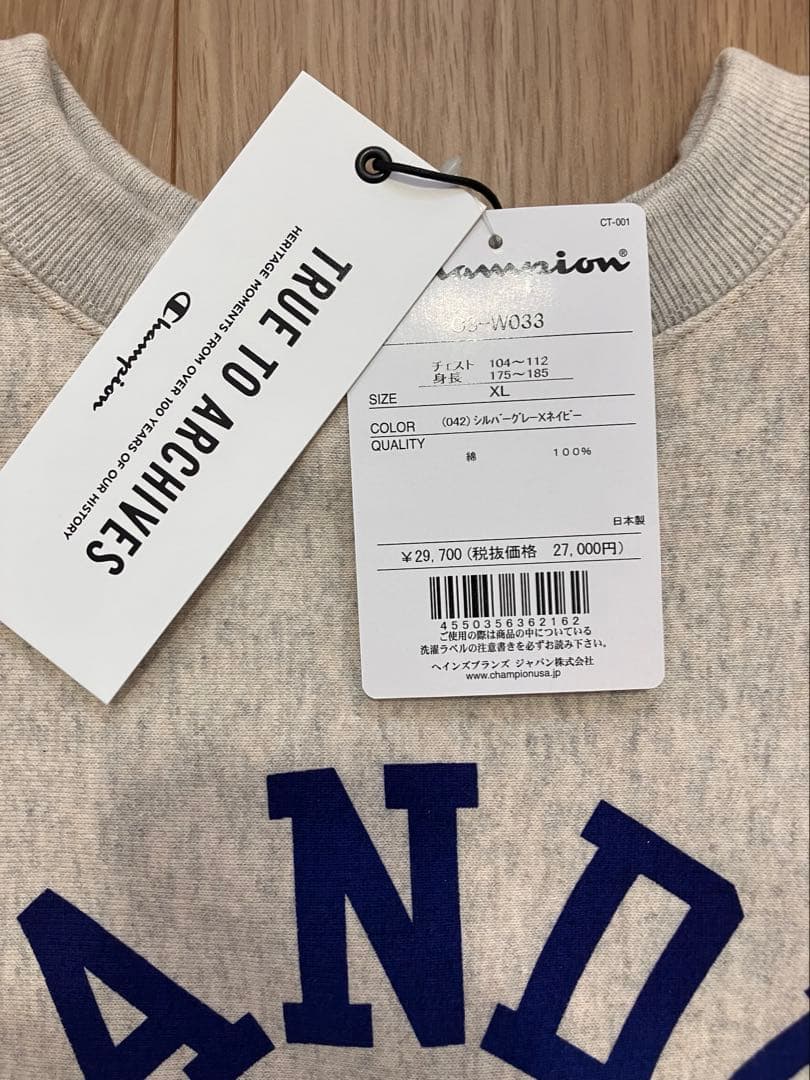 TRUE TO ARCHIVES
HERITAGE MOMENTS FROM OVER 100 YEARS OF OUR HISTORY
Champion
CT-001
Champion®
-W033
チェスト 104〜112
身長 175〜185
SIZE XL
COLOR (042)シルバーグレーXネイビー
QUALITY
綿 100%
日本製
¥29,700(税抜価格 27,000円)
4550356362162
ご使用の際は商品の中についている
洗濯ラベルの注意書きを必ずお読み下さい。
ヘインズブランズ ジャパン株式会社
www.championusa.jp
AND